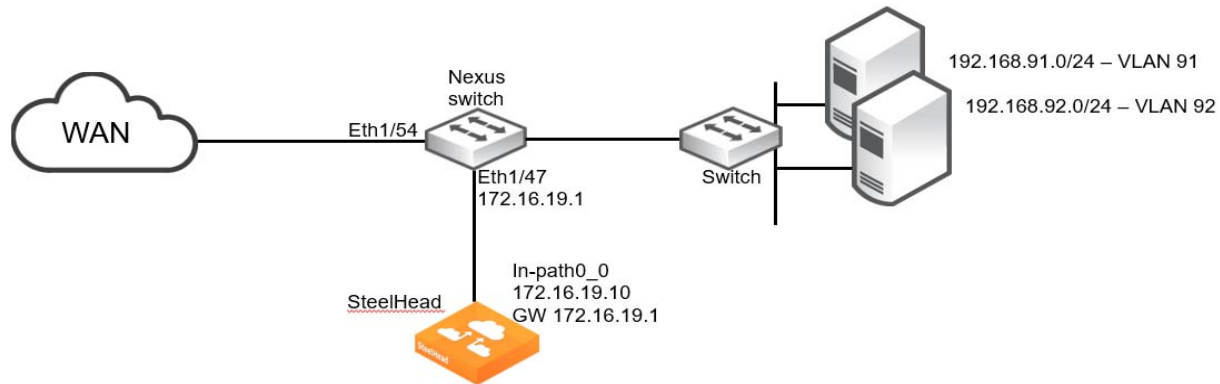 192.168.91.0/24 – VLAN 91
Nexus
switch
192.168.92.0/24 – VLAN 92
WAN
Eth1/54
Switch
Eth1/47
172.16.19.1
In-path0_0
172.16.19.10
GW 172.16.19.1
SteelHead
SteelHead